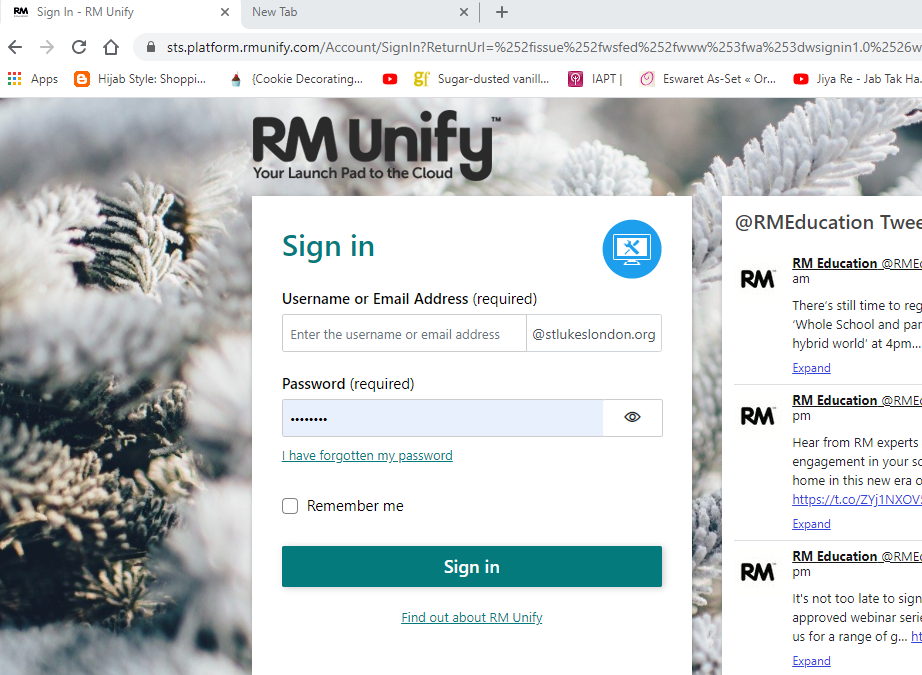 Sign In - RM Unify
New Tab
sts.platform.rmunify.com/Account/SignIn?ReturnUrl=%252fissue%252fwsfed%252fwww%253fwa%253dwsignin1.0%2526w
Apps
Hijab Style: Shoppi...
{Cookie Decorating...
gf Sugar-dusted vanill...
IAPT |
Eswaret As-Set « Or...
Jiya Re - Jab Tak Ha.
RM Unify™
Your Launch Pad to the Cloud
Sign in
Username or Email Address (required)
Enter the username or email address
@stlukeslondon.org
Password (required)
••••••••
I have forgotten my password
Remember me
Sign in
Find out about RM Unify
@RMEducation Twee
RM
RM Education @RMEd
am
There's still time to reg
'Whole School and par
hybrid world' at 4pm...
Expand
RM
RM Education @RMEd
pm
Hear from RM experts
engagement in your sc
home in this new era o
https://t.co/ZYj1NXOV
Expand
RM
RM Education @RMEd
pm
It's not too late to sign
approved webinar serie
us for a range of g... ht
Expand